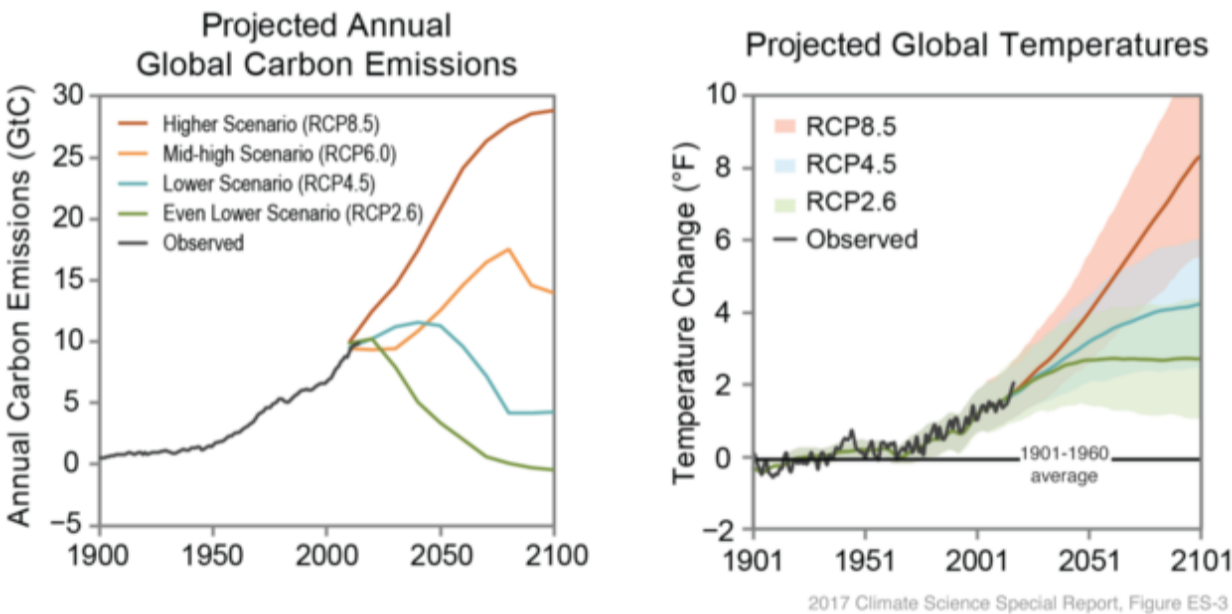 Projected Annual
Global Carbon Emissions
Annual Carbon Emissions (GtC)
30
25
20
15
10
5
0
−5
Higher Scenario (RCP8.5)
Mid-high Scenario (RCP6.0)
Lower Scenario (RCP4.5)
Even Lower Scenario (RCP2.6)
Observed
1900
1950
2000
2050
2100
Projected Global Temperatures
Temperature Change (°F)
10
8
6
4
2
0
−2
RCP8.5
RCP4.5
RCP2.6
Observed
1901-1960
average
1901
1951
2001
2051
2101
2017 Climate Science Special Report, Figure ES-3